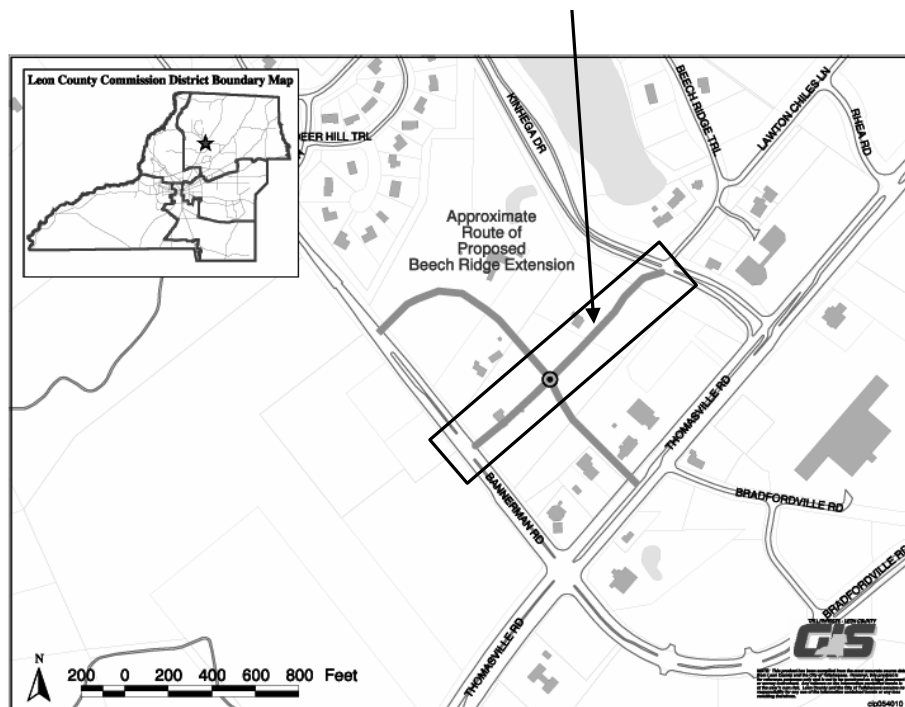 Leon County Commission District Boundary Map
DEER HILL TRL
KINHEGA DR
BEECH RIDGE TRL
LAWTON CHILES LN
RHEA RD
Approximate
Route of
Proposed
Beech Ridge Extension
THOMASVILLE RD
BANNERMAN RD
BRADFORDVILLE RD
BRADFORDVILLE RD
THOMASVILLE RD
N
200 0 200 400 600 800 Feet
GIS
cip054010